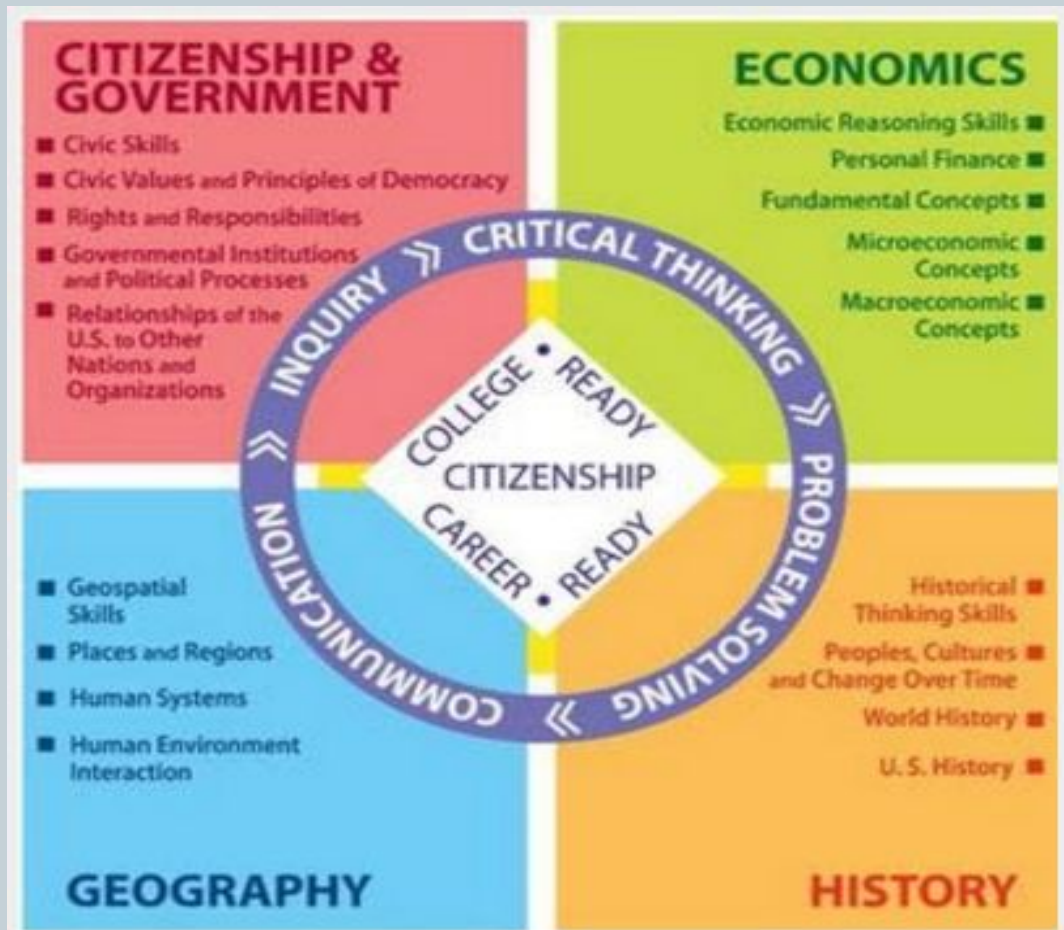 CITIZENSHIP &
GOVERNMENT
Civic Skills
Civic Values and Principles of Democracy
Rights and Responsibilities
Governmental Institutions
and Political Processes
Relationships of the
U.S. to Other
Nations and
Organizations
ECONOMICS
Economic Reasoning Skills
Personal Finance
Fundamental Concepts
Microeconomic
Concepts
Macroeconomic
Concepts
INQUIRY » CRITICAL THINKING » PROBLEM SOLVING » COMMUNICATION »
COLLEGE • READY
CITIZENSHIP
CAREER • READY
Geospatial
Skills
Places and Regions
Human Systems
Human Environment
Interaction
GEOGRAPHY
Historical
Thinking Skills
Peoples, Cultures
and Change Over Time
World History
U. S. History
HISTORY